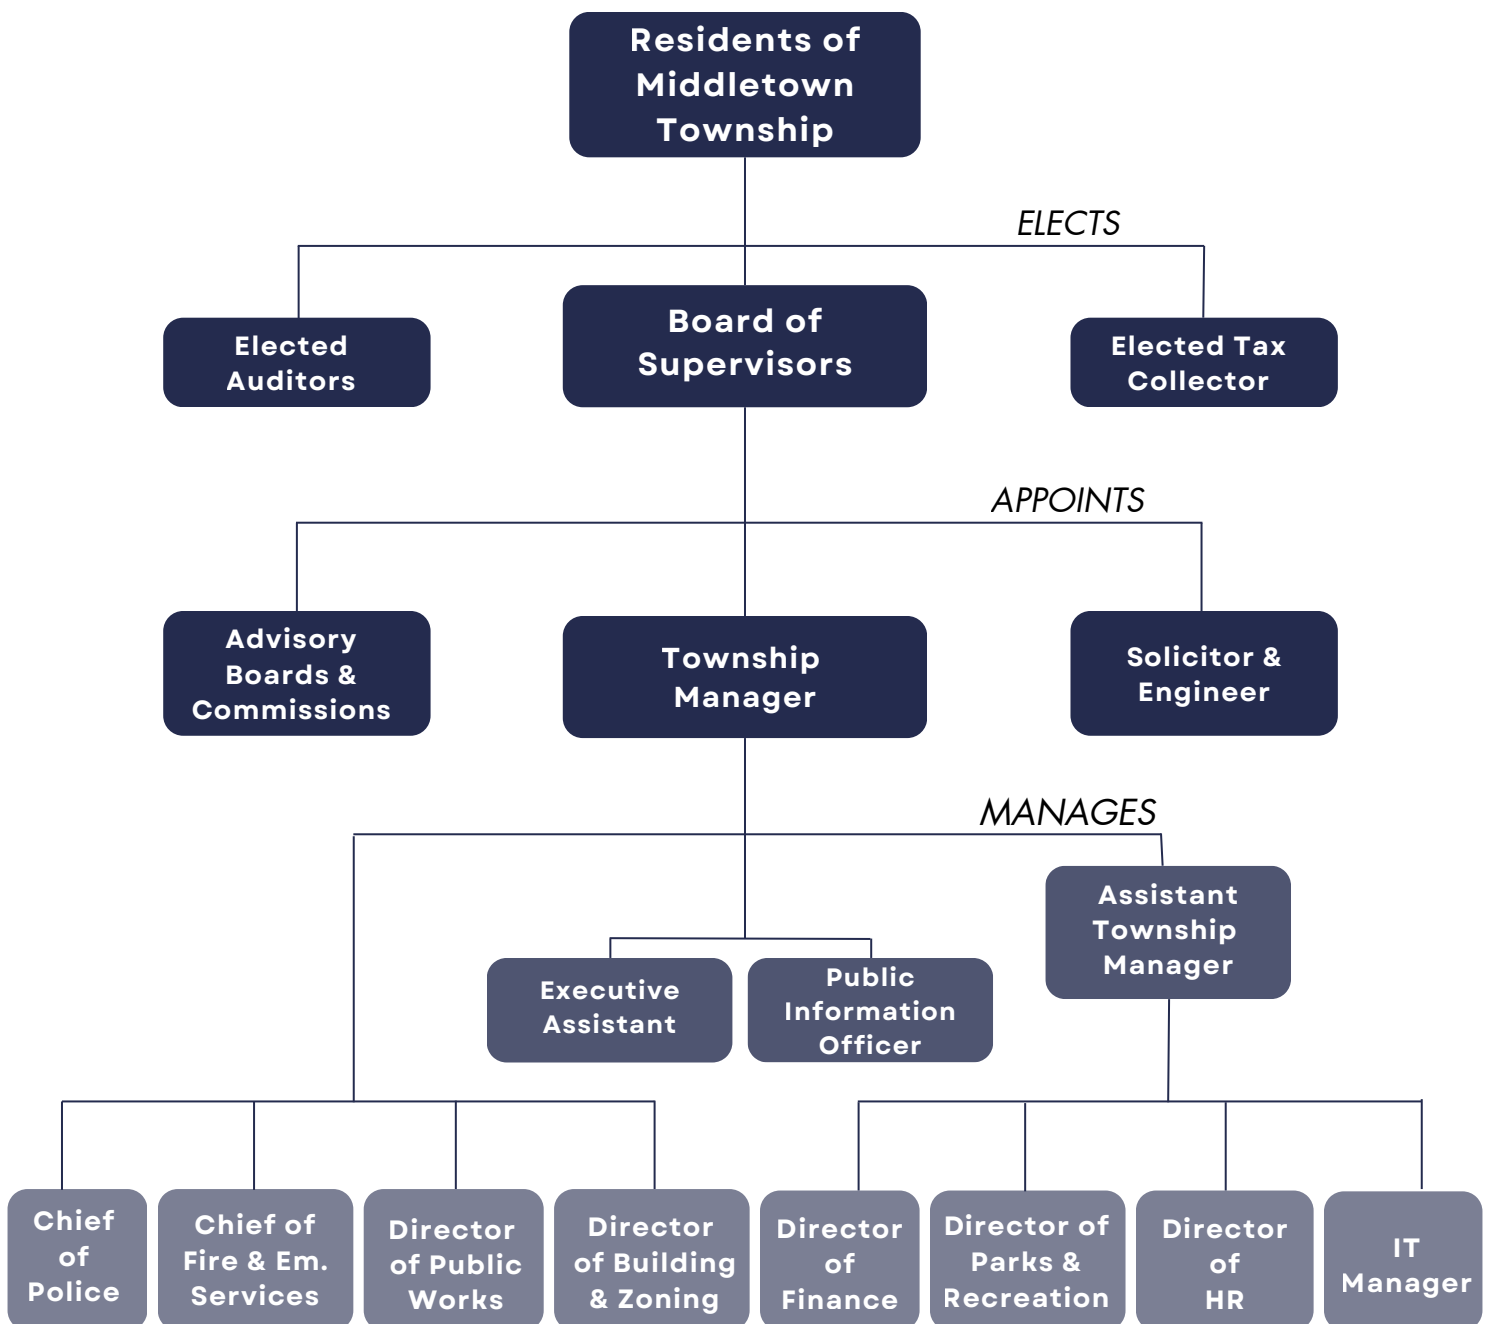 Residents of
Middletown
Township
ELECTS
Elected
Auditors
Board of
Supervisors
Elected Tax
Collector
APPOINTS
Advisory
Boards &
Commissions
Township
Manager
Solicitor &
Engineer
MANAGES
Assistant
Township
Manager
Executive
Assistant
Public
Information
Officer
Chief
of
Police
Chief of
Fire & Em.
Services
Director
of Public
Works
Director
of Building
& Zoning
Director
of
Finance
Director of
Parks &
Recreation
Director
of
HR
IT
Manager